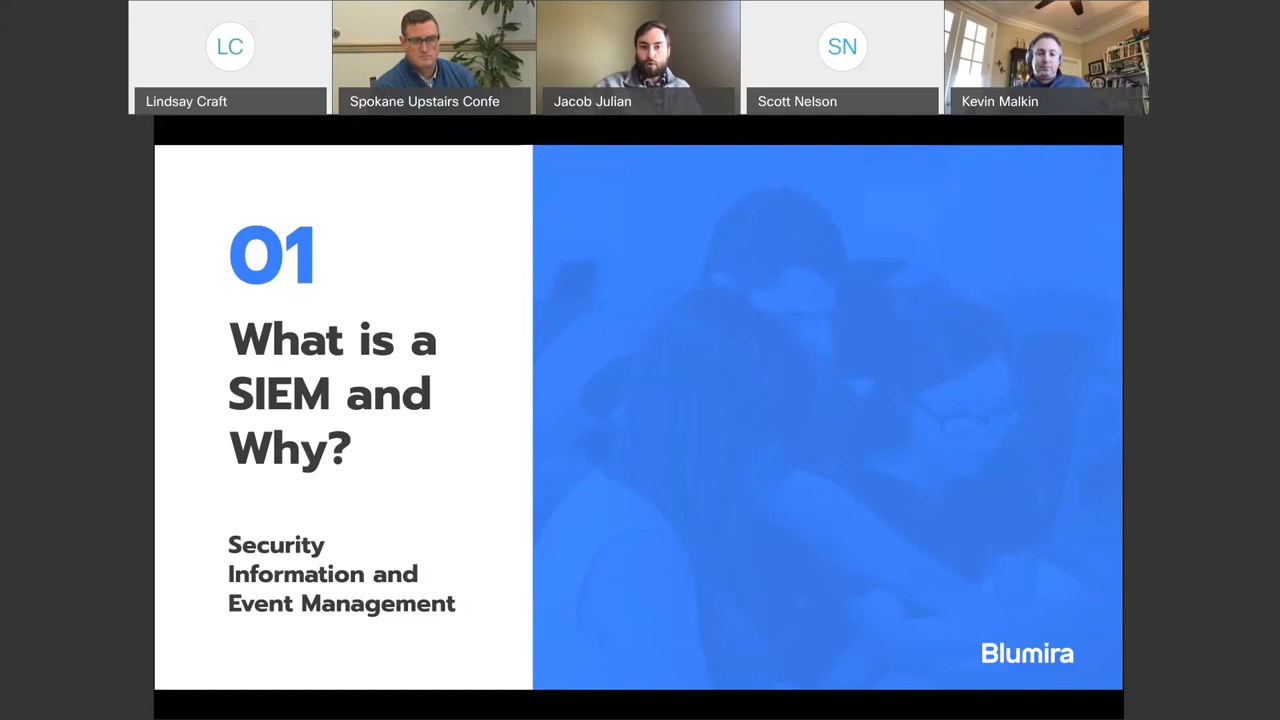 LC
SN
Lindsay Craft
Spokane Upstairs Confe
Jacob Julian
Scott Nelson
Kevin Malkin
01
What is a
SIEM and
Why?
Security
Information and
Event Management
Blumira